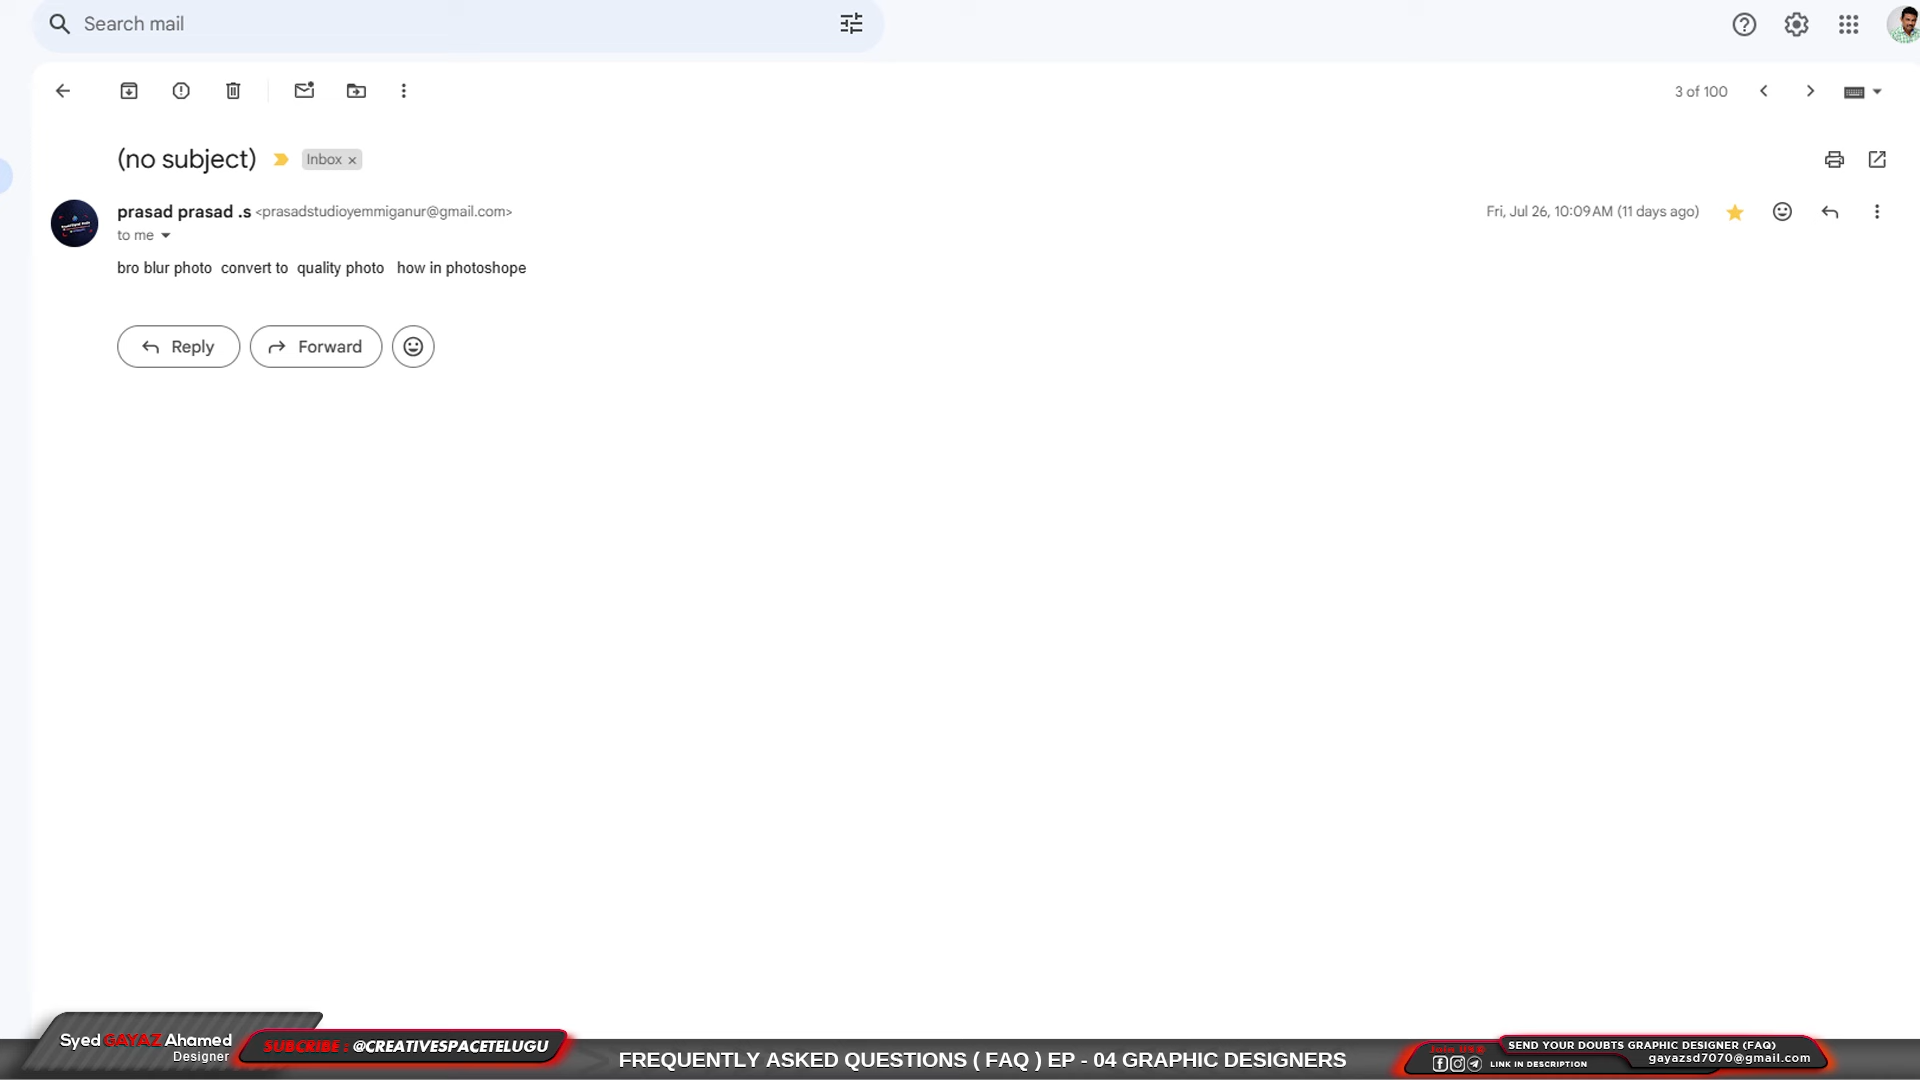 Search mail
3 of 100
(no subject) Inbox ×
prasad prasad .s <prasadstudioyemmiganur@gmail.com>
Fri, Jul 26, 10:09 AM (11 days ago)
to me
bro blur photo convert to quality photo how in photoshope
Reply
Forward
Syed GAYAZ Ahamed
Designer
SUBCRIBE : @CREATIVESPACETELUGU
FREQUENTLY ASKED QUESTIONS ( FAQ ) EP - 04 GRAPHIC DESIGNERS
SEND YOUR DOUBTS GRAPHIC DESIGNER (FAQ)
gayazsd7070@gmail.com
LINK IN DESCRIPTION